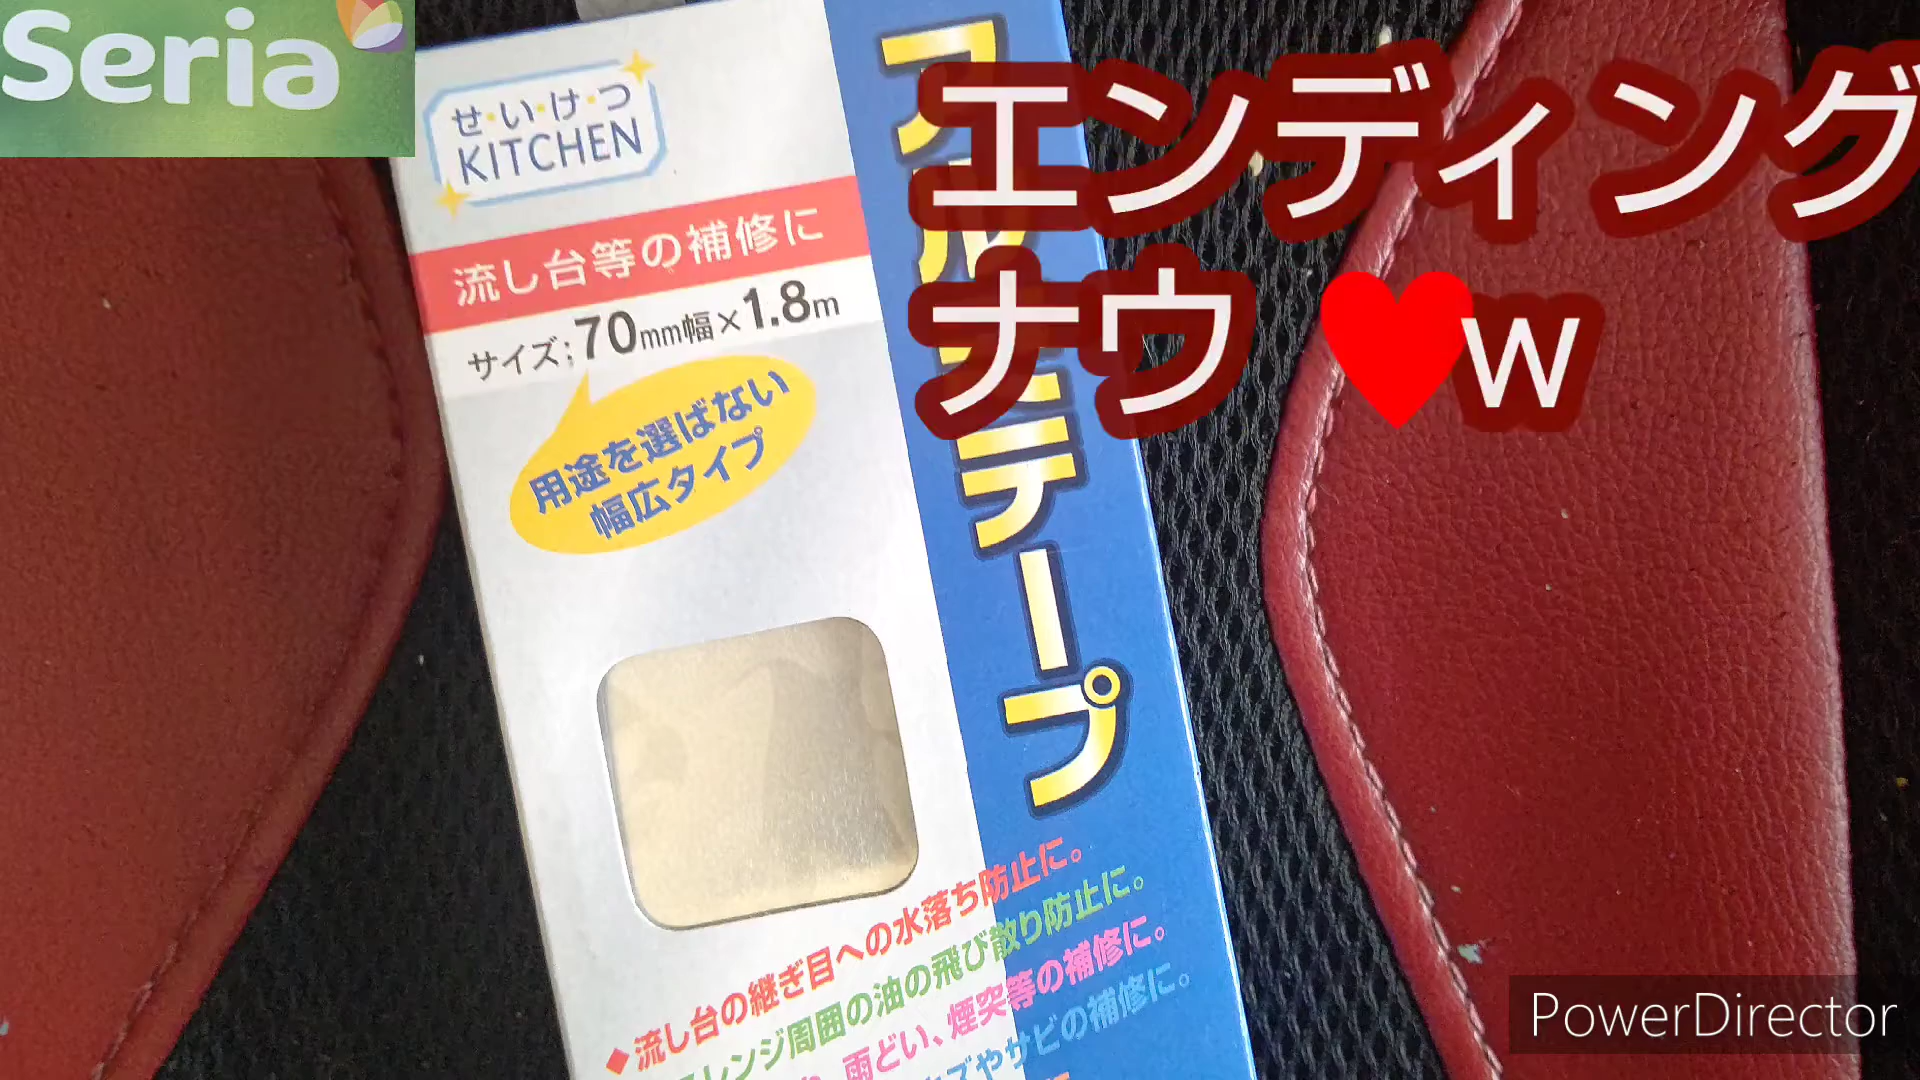 Seria
せ・い・け・つ
KITCHEN
流し台等の補修に
サイズ:70mm幅×1.8m
用途を選ばない
幅広タイプ
テープ
エンディング
ナウ ♥w
◆流し台の継ぎ目への水落ち防止に。
レンジ周囲の油の飛び散り防止に。
雨どい、煙突等の補修に。
ズやサビの補修に。
PowerDirector